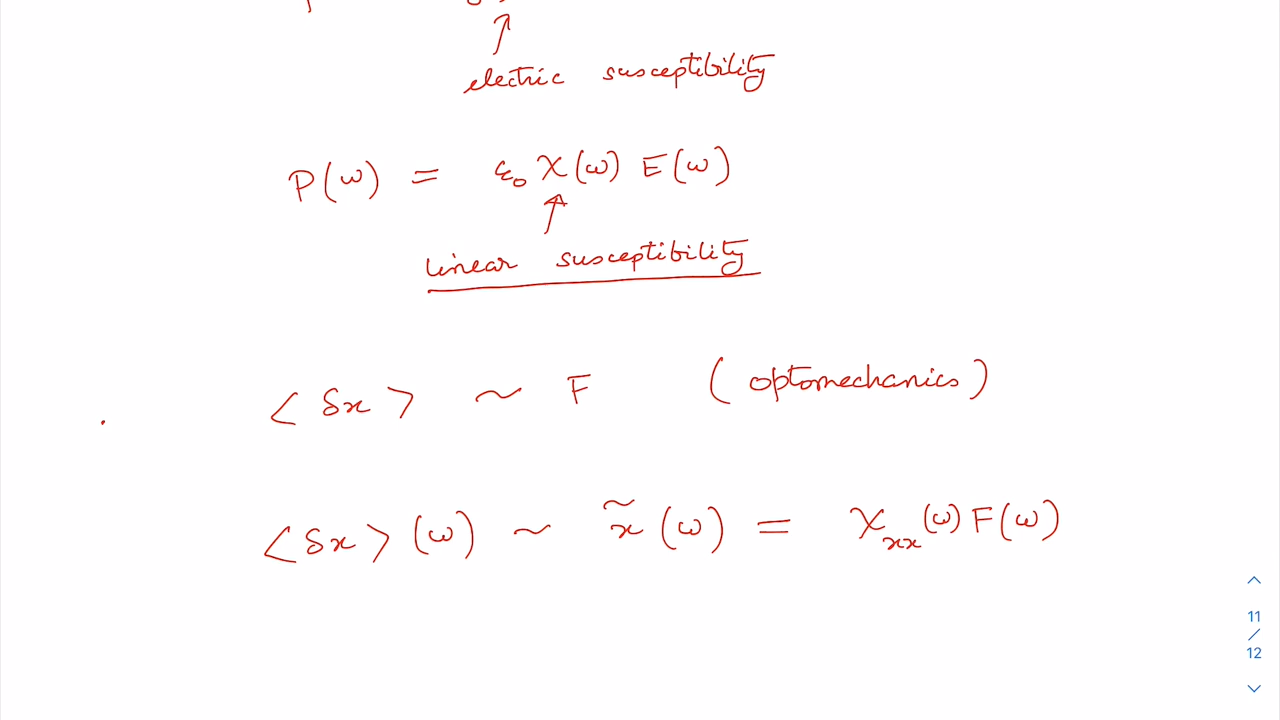 electric susceptibility
P(ω) = ε₀ χ(ω) E(ω)
linear susceptibility
< δx > ~ F (optomechanics)
< δx > (ω) ~ x̃ (ω) = χₓₓ(ω) F(ω)
11
/
12